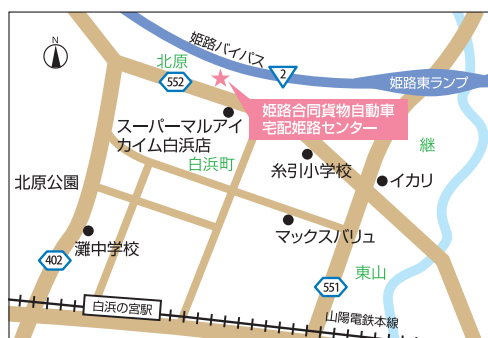 N
北原
姫路バイパス
552
2
姫路東ランプ
姫路合同貨物自動車
宅配姫路センター
スーパーマルアイ
カイム白浜店
白浜町
糸引小学校
継
北原公園
イカリ
マックスバリュ
灘中学校
402
東山
551
白浜の宮駅
山陽電鉄本線